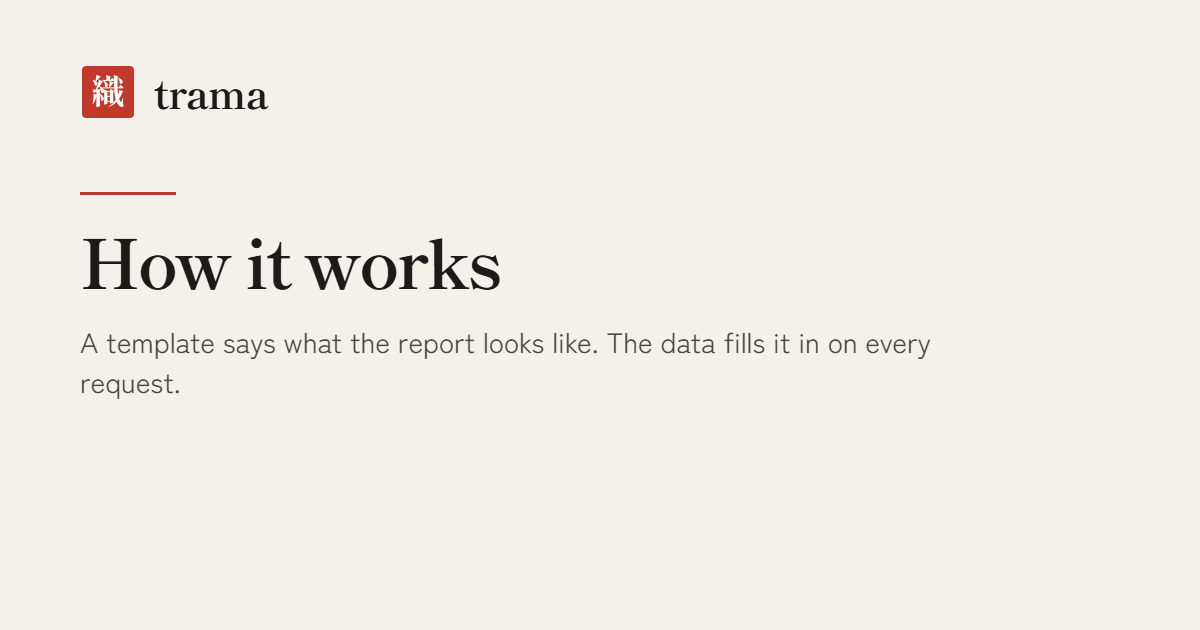 織 trama
How it works
A template says what the report looks like. The data fills it in on every
request.